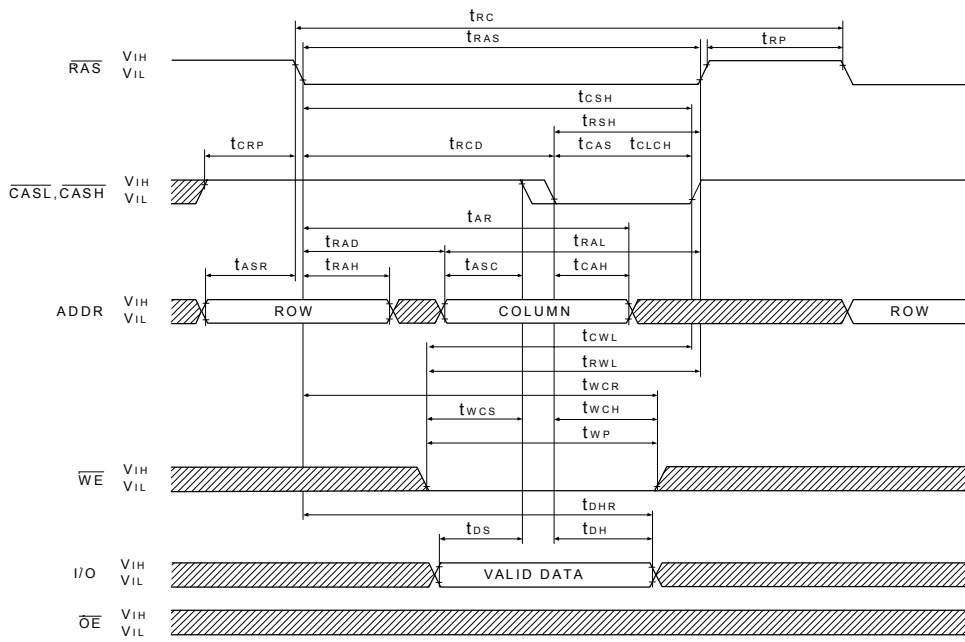 tRC
tRAS tRP
RAS VIH
VIL
tCSH
tRSH
tCRP tRCD tCAS tCLCH
CASL,CASH VIH
VIL
tAR
tRAD tRAL
tASR tRAH tASC tCAH
ADDR VIH
VIL
ROW COLUMN ROW
tCWL
tRWL
tWCR
tWCS tWCH
tWP
WE VIH
VIL
tDHR
tDS tDH
I/O VIH
VIL
VALID DATA
OE VIH
VIL